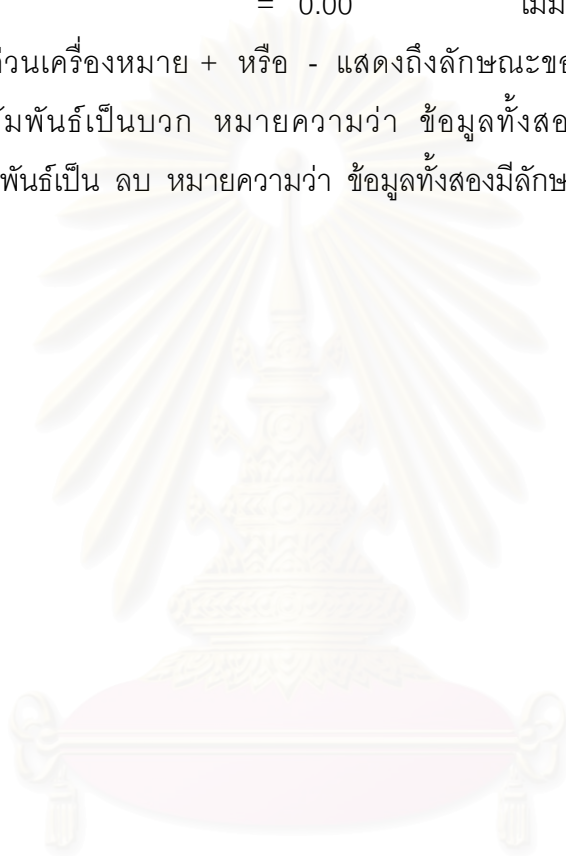 = 0.00
่วนเครื่องหมาย + หรือ - แสดงถึงลักษณะขอ
ัมพันธ์เป็นบวก หมายความว่า ข้อมูลทั้งสอ
พันธ์เป็น ลบ หมายความว่า ข้อมูลทั้งสองมีลักษ